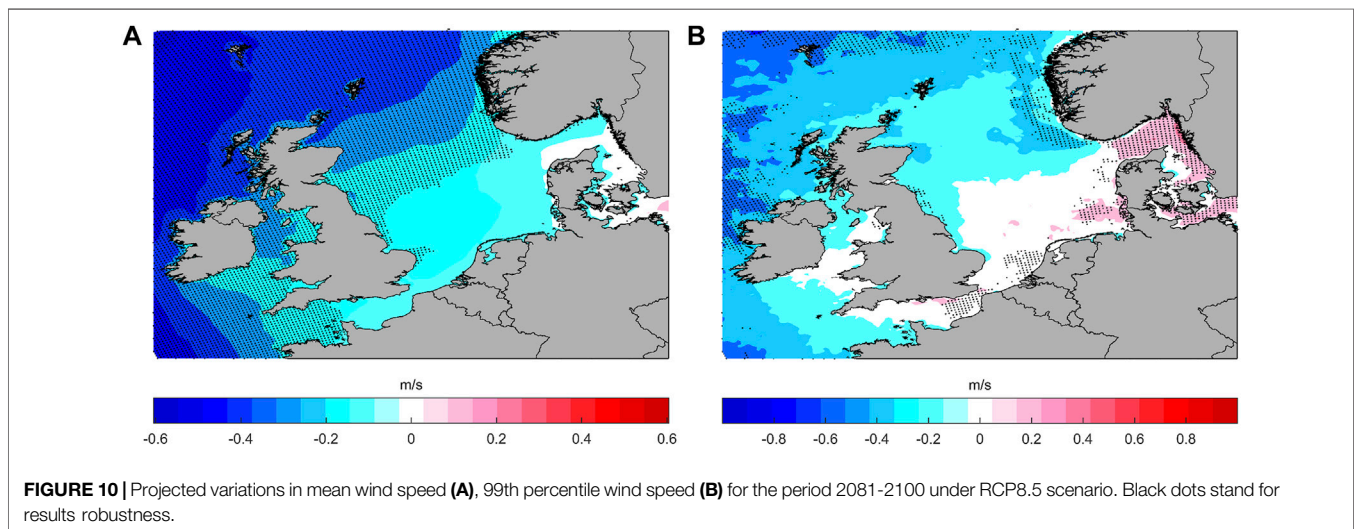 A
B
m/s
m/s
-0.6 -0.4 -0.2 0 0.2 0.4 0.6
-0.8 -0.6 -0.4 -0.2 0 0.2 0.4 0.6 0.8
FIGURE 10 | Projected variations in mean wind speed (A), 99th percentile wind speed (B) for the period 2081-2100 under RCP8.5 scenario. Black dots stand for
results robustness.